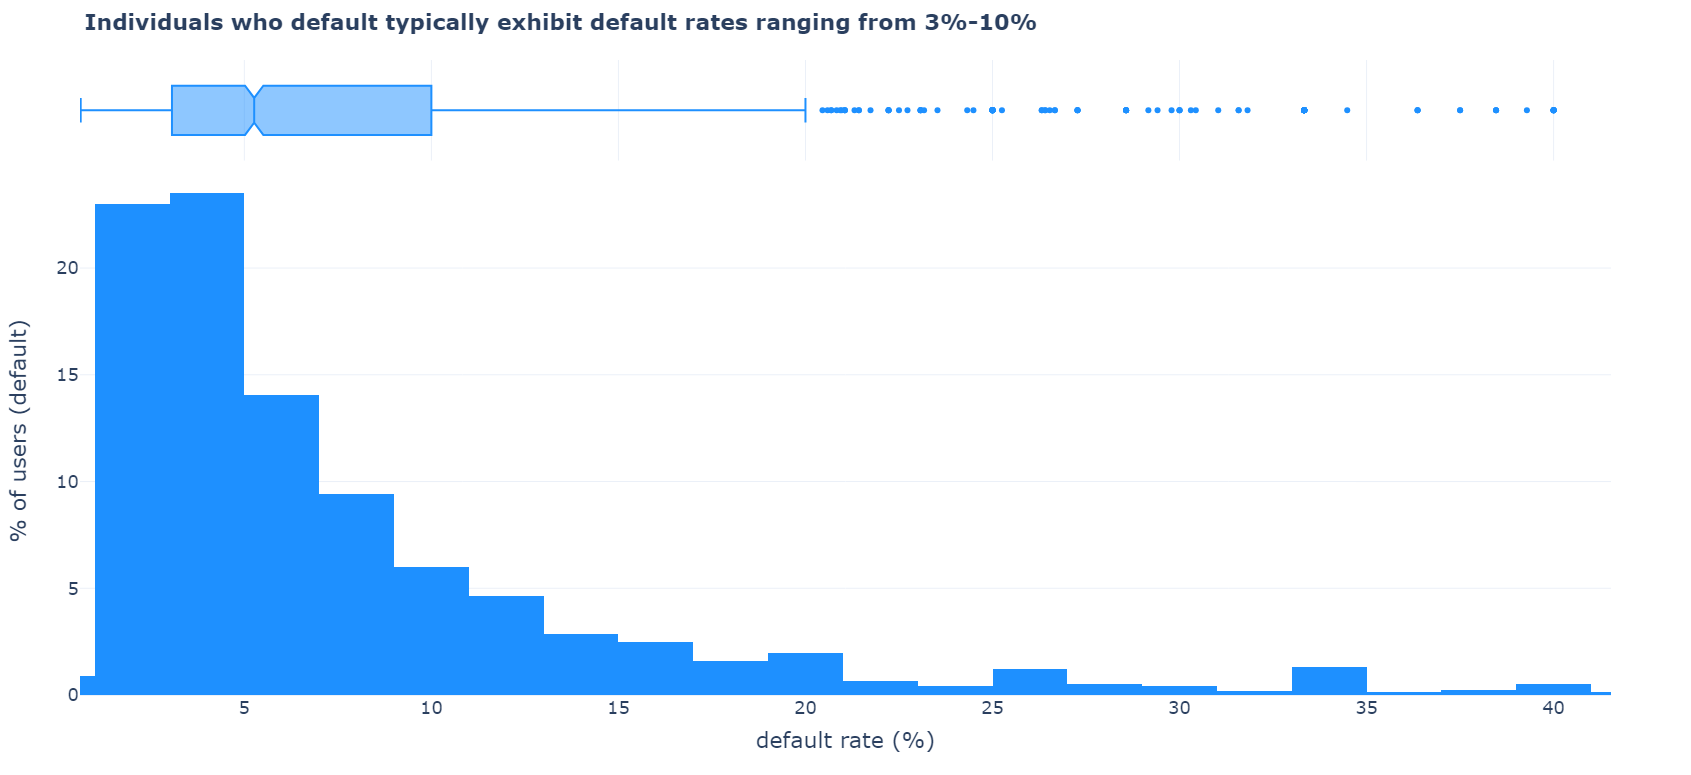 Individuals who default typically exhibit default rates ranging from 3%-10%
20
15
10
5
0
% of users (default)
5 10 15 20 25 30 35 40
default rate (%)